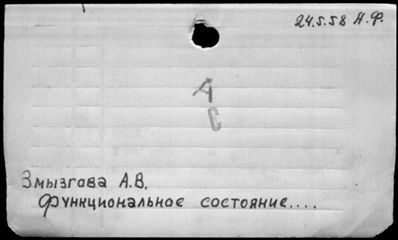 24.5.58 А.Ф.
А
С
Змызгова А.В.
Функциональное состояние....